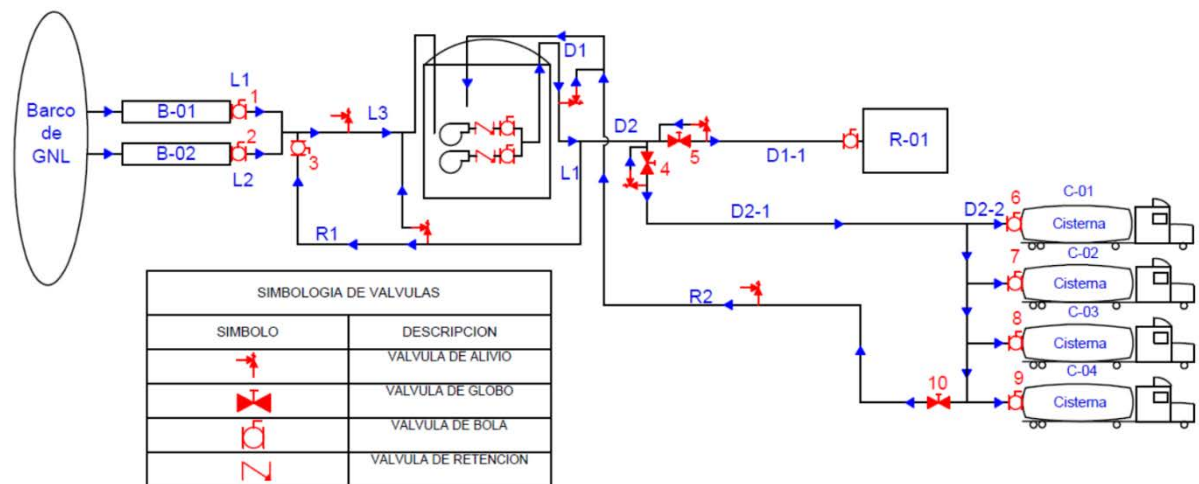 Barco
de
GNL
B-01
B-02
L1
1
2
L2
3
L3
R1
D1
D2
L1
4
5
D1-1
R-01
D2-1
D2-2
R2
10
6
C-01
Cisterna
7
C-02
Cisterna
8
C-03
Cisterna
9
C-04
Cisterna
SIMBOLOGIA DE VALVULAS
SIMBOLO DESCRIPCION
VALVULA DE ALIVIO
VALVULA DE GLOBO
VALVULA DE BOLA
VALVULA DE RETENCION